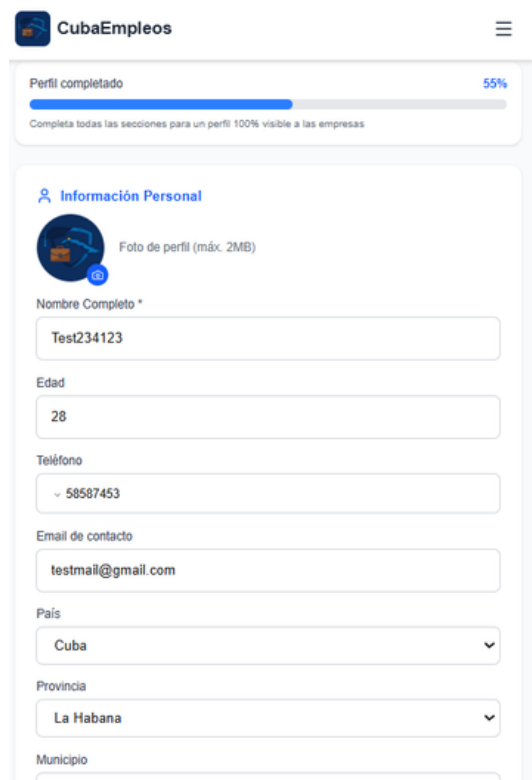 CubaEmpleos
Perfil completado 55%
Completa todas las secciones para un perfil 100% visible a las empresas
Información Personal
Foto de perfil (máx. 2MB)
Nombre Completo *
Test234123
Edad
28
Teléfono
58587453
Email de contacto
testmail@gmail.com
País
Cuba
Provincia
La Habana
Municipio